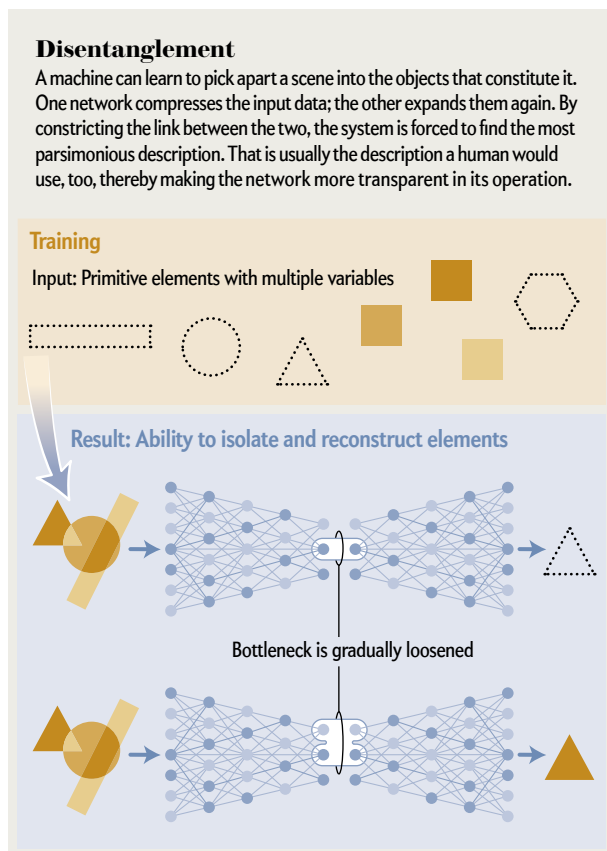 Disentanglement
A machine can learn to pick apart a scene into the objects that constitute it.
One network compresses the input data; the other expands them again. By
constricting the link between the two, the system is forced to find the most
parsimonious description. That is usually the description a human would
use, too, thereby making the network more transparent in its operation.
Training
Input: Primitive elements with multiple variables
Result: Ability to isolate and reconstruct elements
Bottleneck is gradually loosened